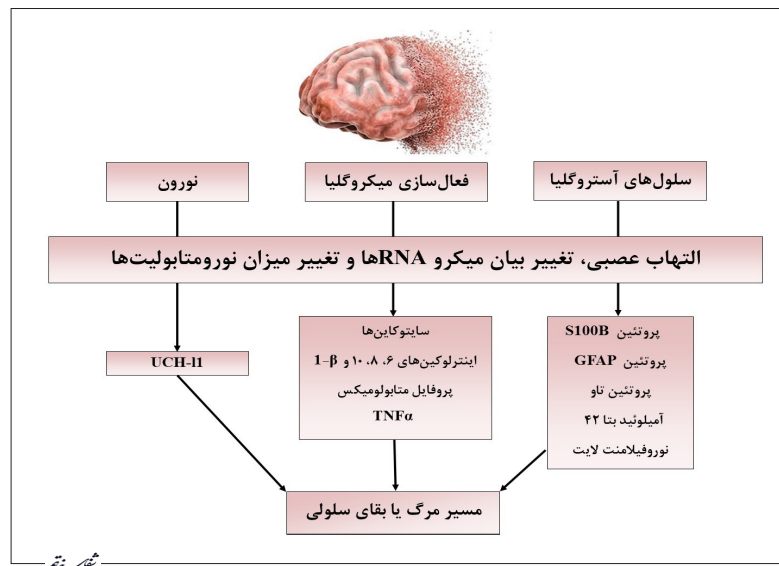 سلول‌های آستروگلیا
فعال‌سازی میکروگلیا
نورون
التهاب عصبی، تغییر بیان میکرو RNAها و تغییر میزان نورومتابولیت‌ها
پروتئین S100B
پروتئین GFAP
پروتئین تاو
آمیلوئید بتا ۴۲
نوروفیلامنت لایت
سایتوکاین‌ها
اینترلوکین‌های ۶، ۸، ۱۰ و 1-β
پروفایل متابولومیکس
TNFα
UCH-l1
مسیر مرگ یا بقای سلولی